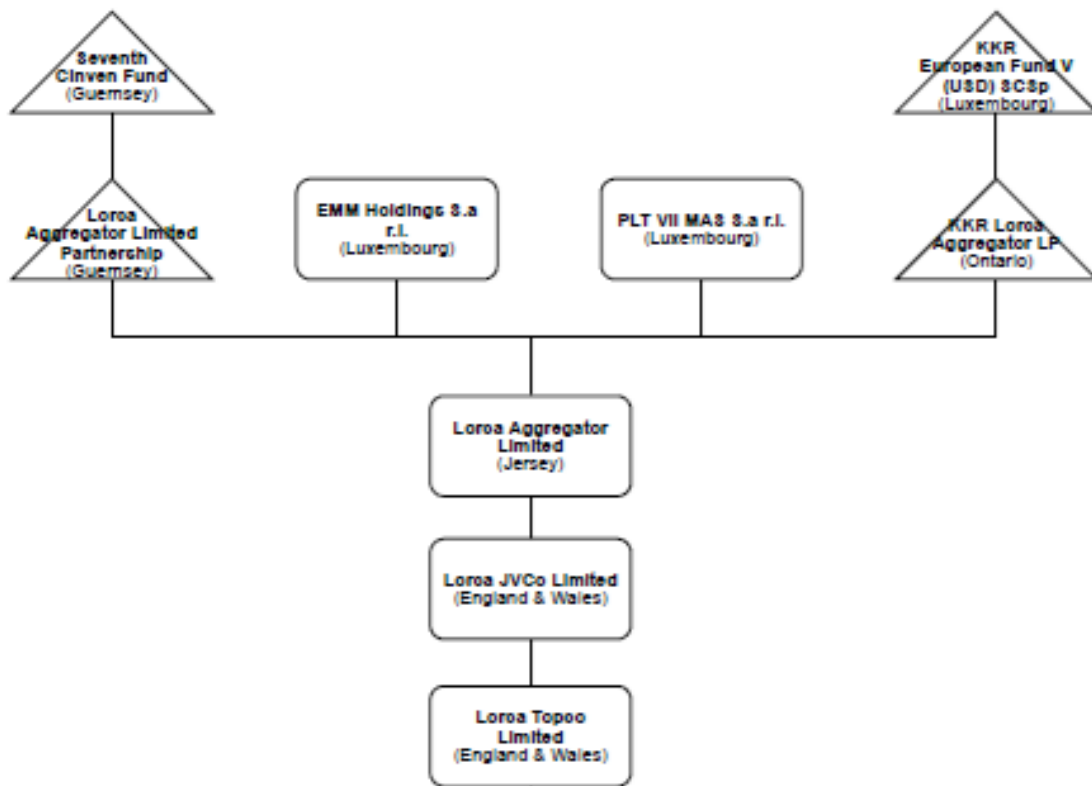 Seventh
Cinven Fund
(Guernsey)
KKR
European Fund V
(USD) SCSp
(Luxembourg)
Loroa
Aggregator Limited
Partnership
(Guernsey)
EMM Holdings S.a
r.l.
(Luxembourg)
PLT VII MAS S.a r.l.
(Luxembourg)
KKR Loroa
Aggregator LP
(Ontario)
Loroa Aggregator
Limited
(Jersey)
Loroa JVCo Limited
(England & Wales)
Loroa Topco
Limited
(England & Wales)